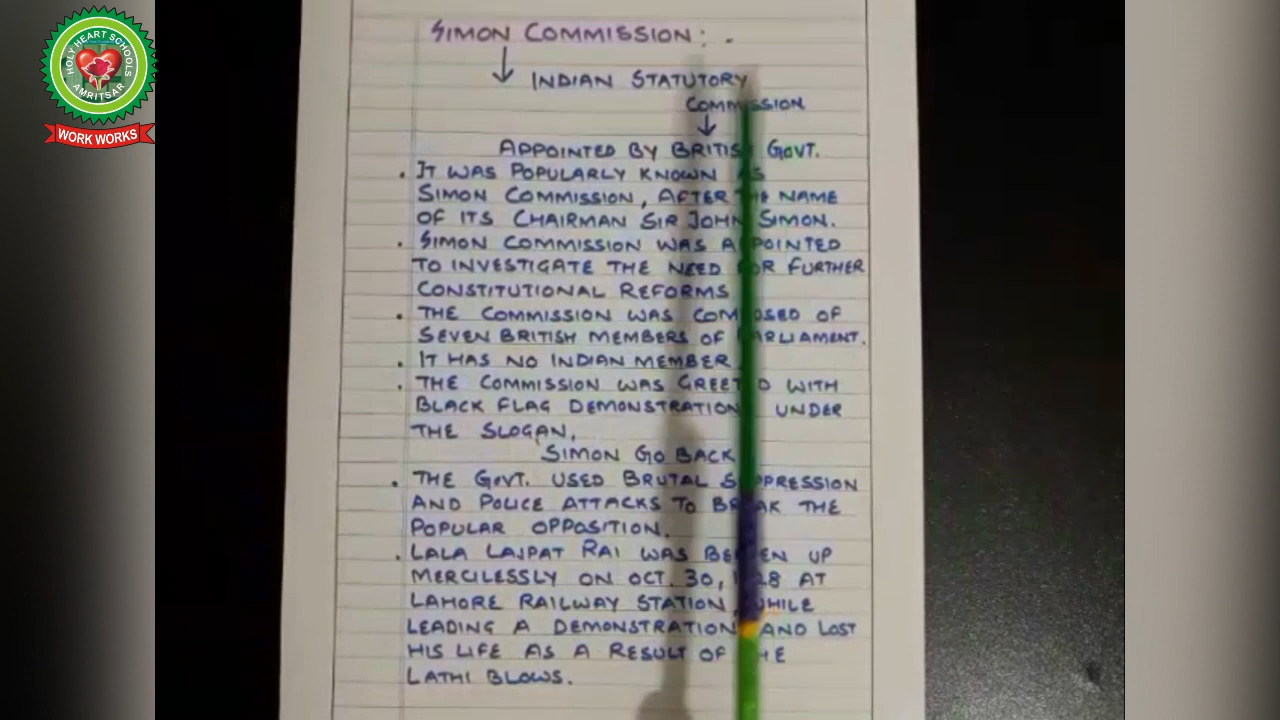 HOLY HEART SCHOOLS
AMRITSAR
WORK WORKS
SIMON COMMISSION: .
INDIAN STATUTORY
COMMISSION
APPOINTED BY BRITISH GOVT.
. IT WAS POPULARLY KNOWN AS
SIMON COMMISSION, AFTER THE NAME
OF ITS CHAIRMAN SIR JOHN SIMON.
. SIMON COMMISSION WAS APPOINTED
TO INVESTIGATE THE NEED FOR FURTHER
CONSTITUTIONAL REFORMS
. THE COMMISSION WAS COMPOSED OF
SEVEN BRITISH MEMBERS OF PARLIAMENT.
. IT HAS NO INDIAN MEMBER
. THE COMMISSION WAS GREETED WITH
BLACK FLAG DEMONSTRATION UNDER
THE SLOGAN,
'SIMON GO BACK
. THE GOVT. USED BRUTAL SUPPRESSION
AND POLICE ATTACKS TO BREAK THE
POPULAR OPPOSITION.
. LALA LAJPAT RAI WAS BEATEN UP
MERCILESSLY ON OCT. 30, 1928 AT
LAHORE RAILWAY STATION, WHILE
LEADING A DEMONSTRATION AND LOST
HIS LIFE AS A RESULT OF THE
LATHI BLOWS.